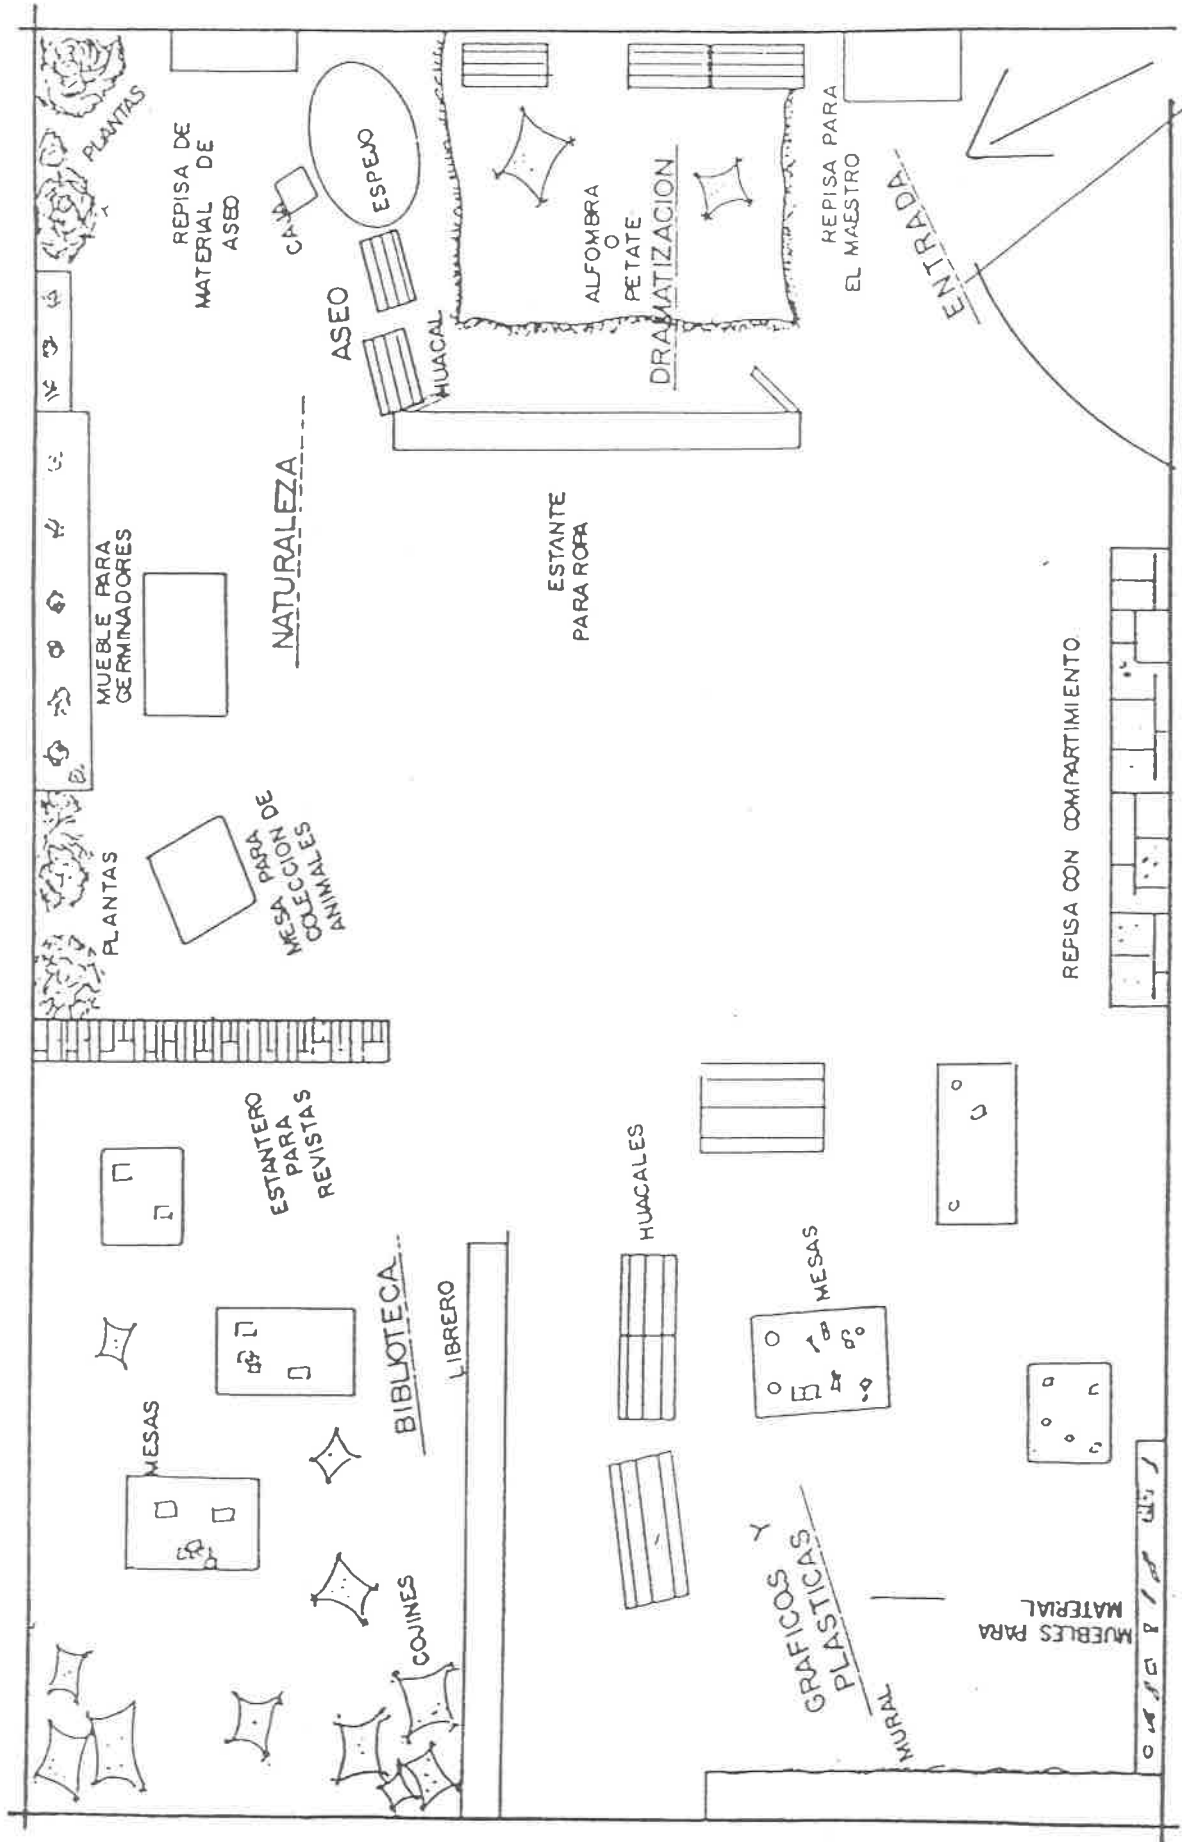 COJINES
MESAS
BIBLIOTECA
LIBRERO
ESTANTERO
PARA
REVISTAS
PLANTAS
MESA PARA
COLECCION DE
ANIMALES
MUEBLE PARA
GERMINADORES
NATURALEZA
PLANTAS
REPISA DE
MATERIAL DE
ASEO
CAJA
ESPEJO
ASEO
HUACAL
ESTANTE
PARA ROPA
ALFOMBRA
O
PETATE
DRAMATIZACION
REPISA PARA
EL MAESTRO
ENTRADA
REPISA CON COMPARTIMIENTO
HUACALES
MESAS
GRAFICOS Y
PLASTICAS
MURAL
MUEBLES PARA
MATERIAL